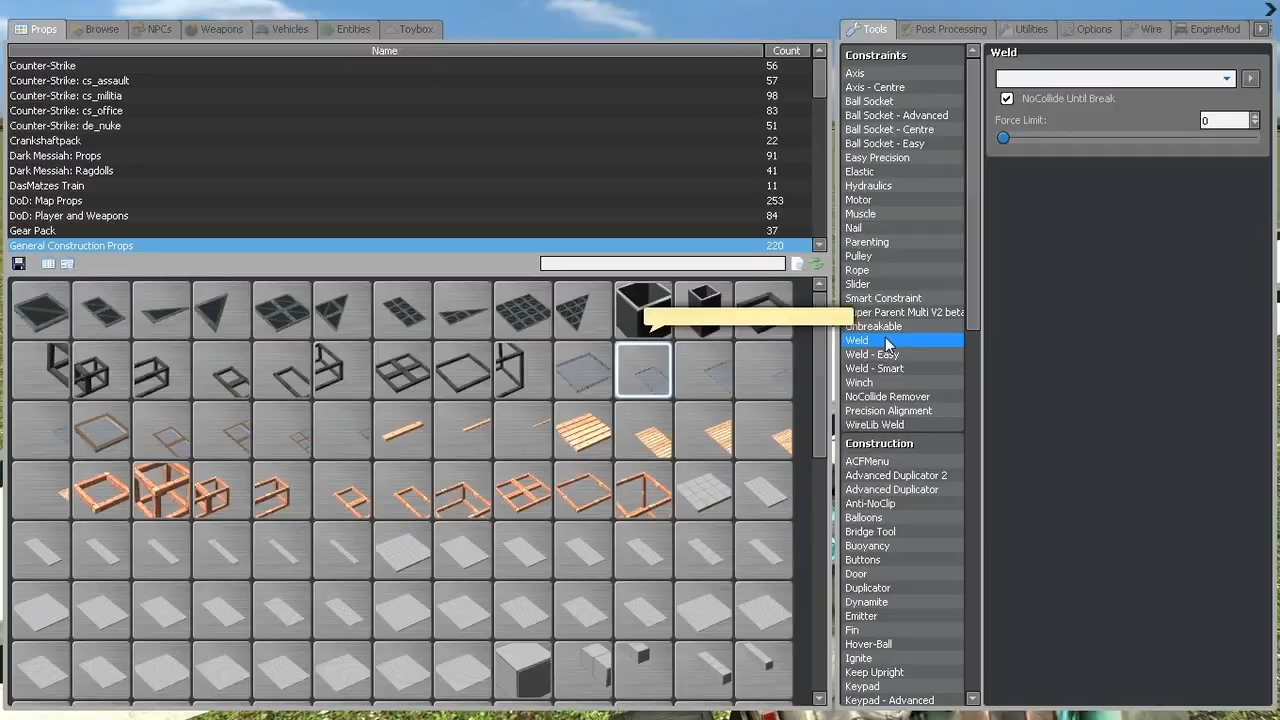 Props Browse NPCs Weapons Vehicles Entities Toybox
Name Count
Counter-Strike 56
Counter-Strike: cs_assault 57
Counter-Strike: cs_militia 98
Counter-Strike: cs_office 83
Counter-Strike: de_nuke 51
Crankshaftpack 22
Dark Messiah: Props 91
Dark Messiah: Ragdolls 41
DasMatzes Train 11
DoD: Map Props 253
DoD: Player and Weapons 84
Gear Pack 37
General Construction Props 220
Tools Post Processing Utilities Options Wire EngineMod
Constraints
Axis
Axis - Centre
Ball Socket
Ball Socket - Advanced
Ball Socket - Centre
Ball Socket - Easy
Easy Precision
Elastic
Hydraulics
Motor
Muscle
Nail
Parenting
Pulley
Rope
Slider
Smart Constraint
uper Parent Multi V2 beta
Unbreakable
Weld
Weld - Easy
Weld - Smart
Winch
NoCollide Remover
Precision Alignment
WireLib Weld
Construction
ACFMenu
Advanced Duplicator 2
Advanced Duplicator
Anti-NoClip
Balloons
Bridge Tool
Buoyancy
Buttons
Door
Duplicator
Dynamite
Emitter
Fin
Hover-Ball
Ignite
Keep Upright
Keypad
Keypad - Advanced
Weld
NoCollide Until Break
Force Limit: 0